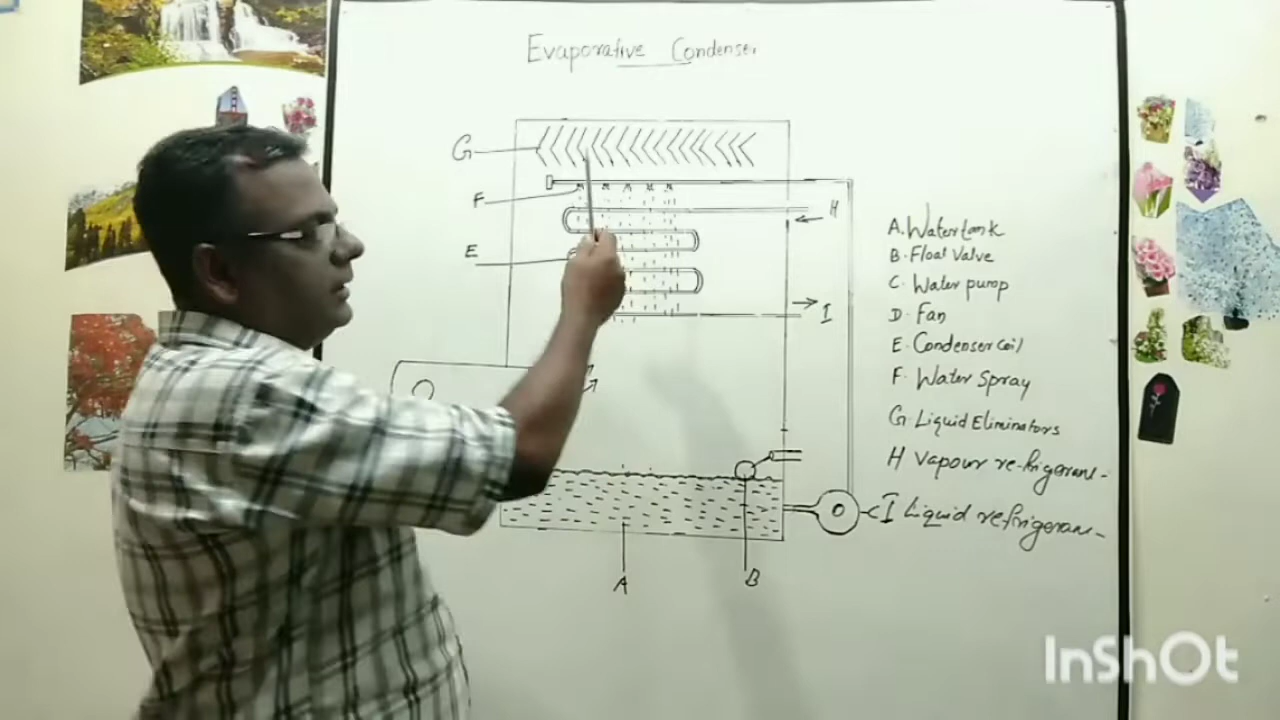 Evaporative Condenser
G
F
H
E
I
A. Water tank
B. Float Valve
C. Water pump
D. Fan
E. Condenser coil
F. Water Spray
G. Liquid Eliminators
H Vapour refrigerant
I Liquid refrigerant
C
A
B
InShOt